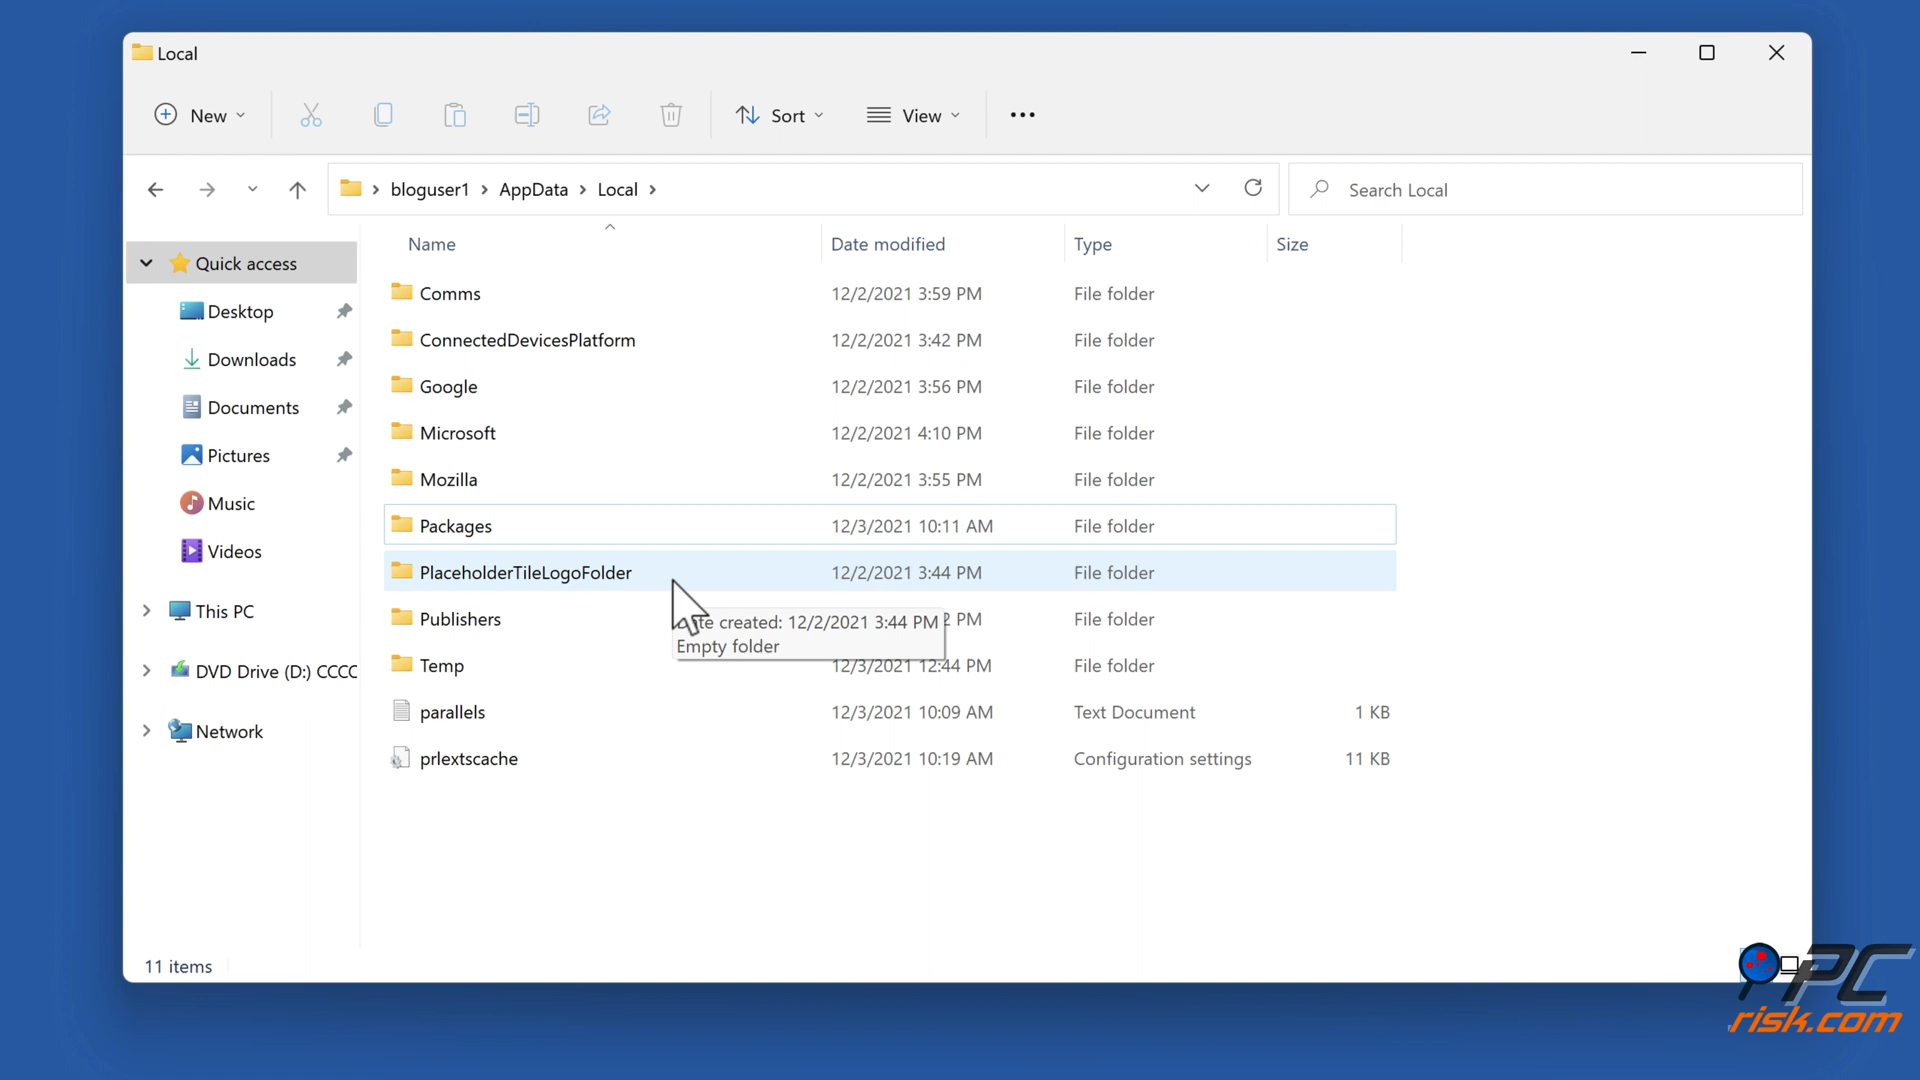 Local
New
Sort
View
bloguser1 AppData Local
Search Local
Name Date modified Type Size
Quick access
Desktop
Downloads
Documents
Pictures
Music
Videos
This PC
DVD Drive (D:) CCCC
Network
Comms 12/2/2021 3:59 PM File folder
ConnectedDevicesPlatform 12/2/2021 3:42 PM File folder
Google 12/2/2021 3:56 PM File folder
Microsoft 12/2/2021 4:10 PM File folder
Mozilla 12/2/2021 3:55 PM File folder
Packages 12/3/2021 10:11 AM File folder
PlaceholderTileLogoFolder 12/2/2021 3:44 PM File folder
Publishers 2 PM File folder
created: 12/2/2021 3:44 PM
Empty folder
Temp 12/3/2021 12:44 PM File folder
parallels 12/3/2021 10:09 AM Text Document 1 KB
prlextscache 12/3/2021 10:19 AM Configuration settings 11 KB
11 items
PC
risk.com